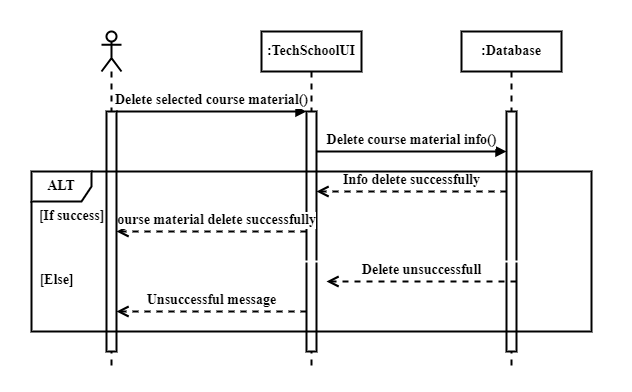 :TechSchoolUI
:Database
Delete selected course material()
Delete course material info()
ALT
Info delete successfully
[If success]
ourse material delete successfully
Delete unsuccessfull
[Else]
Unsuccessful message